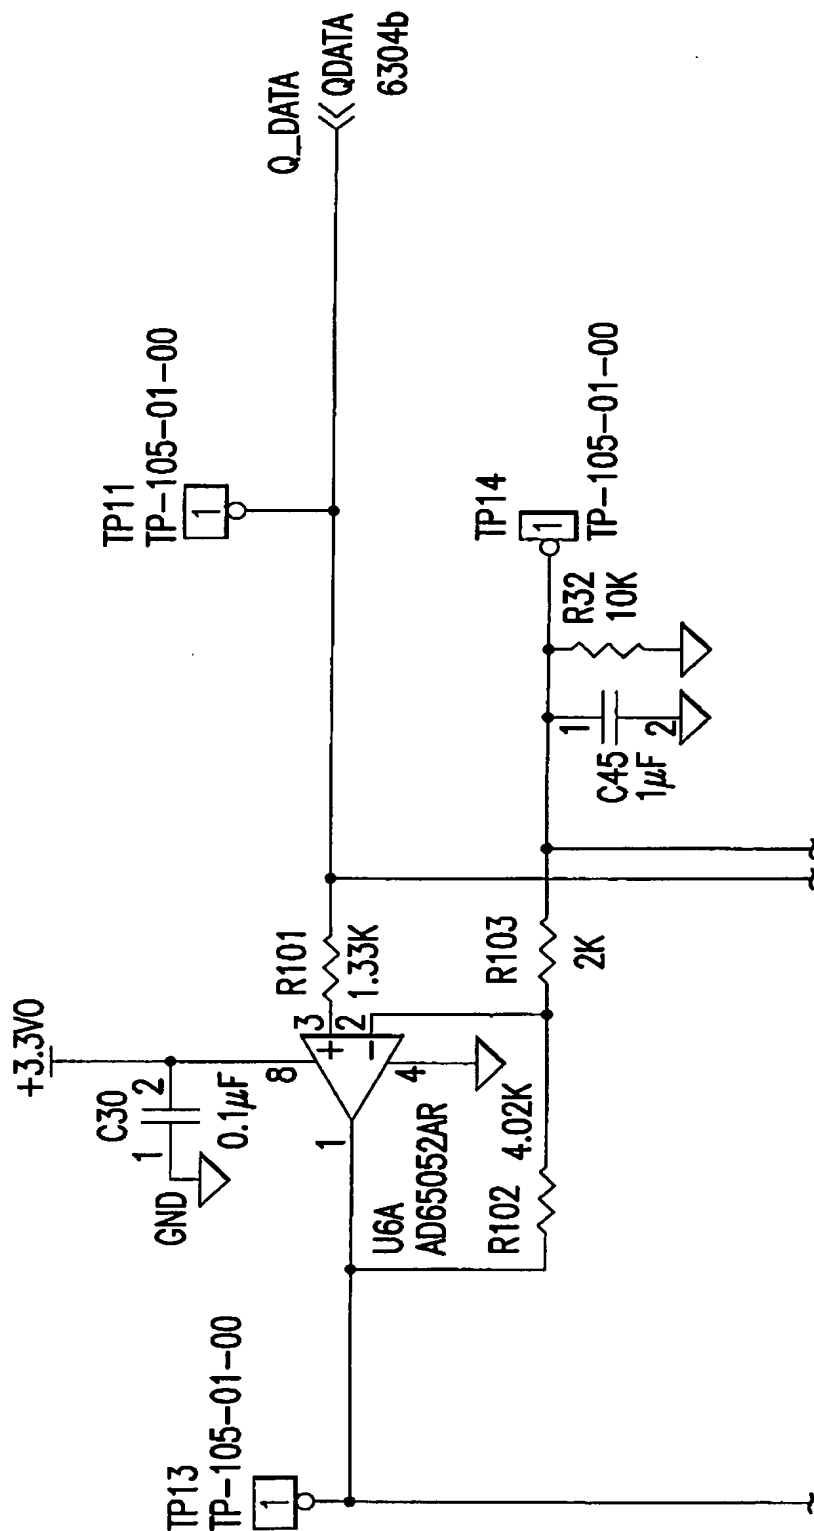 Q_DATA
QDATA
6304b
TP11
TP-105-01-00
1
TP14
1
TP-105-01-00
R32
10K
1
2
C45
1µF
R101
1.33K
R103
2K
+3.3VO
C30
2
1
0.1µF
GND
3
2
+
−
8
4
1
U6A
AD65052AR
R102
4.02K
TP13
TP-105-01-00
1